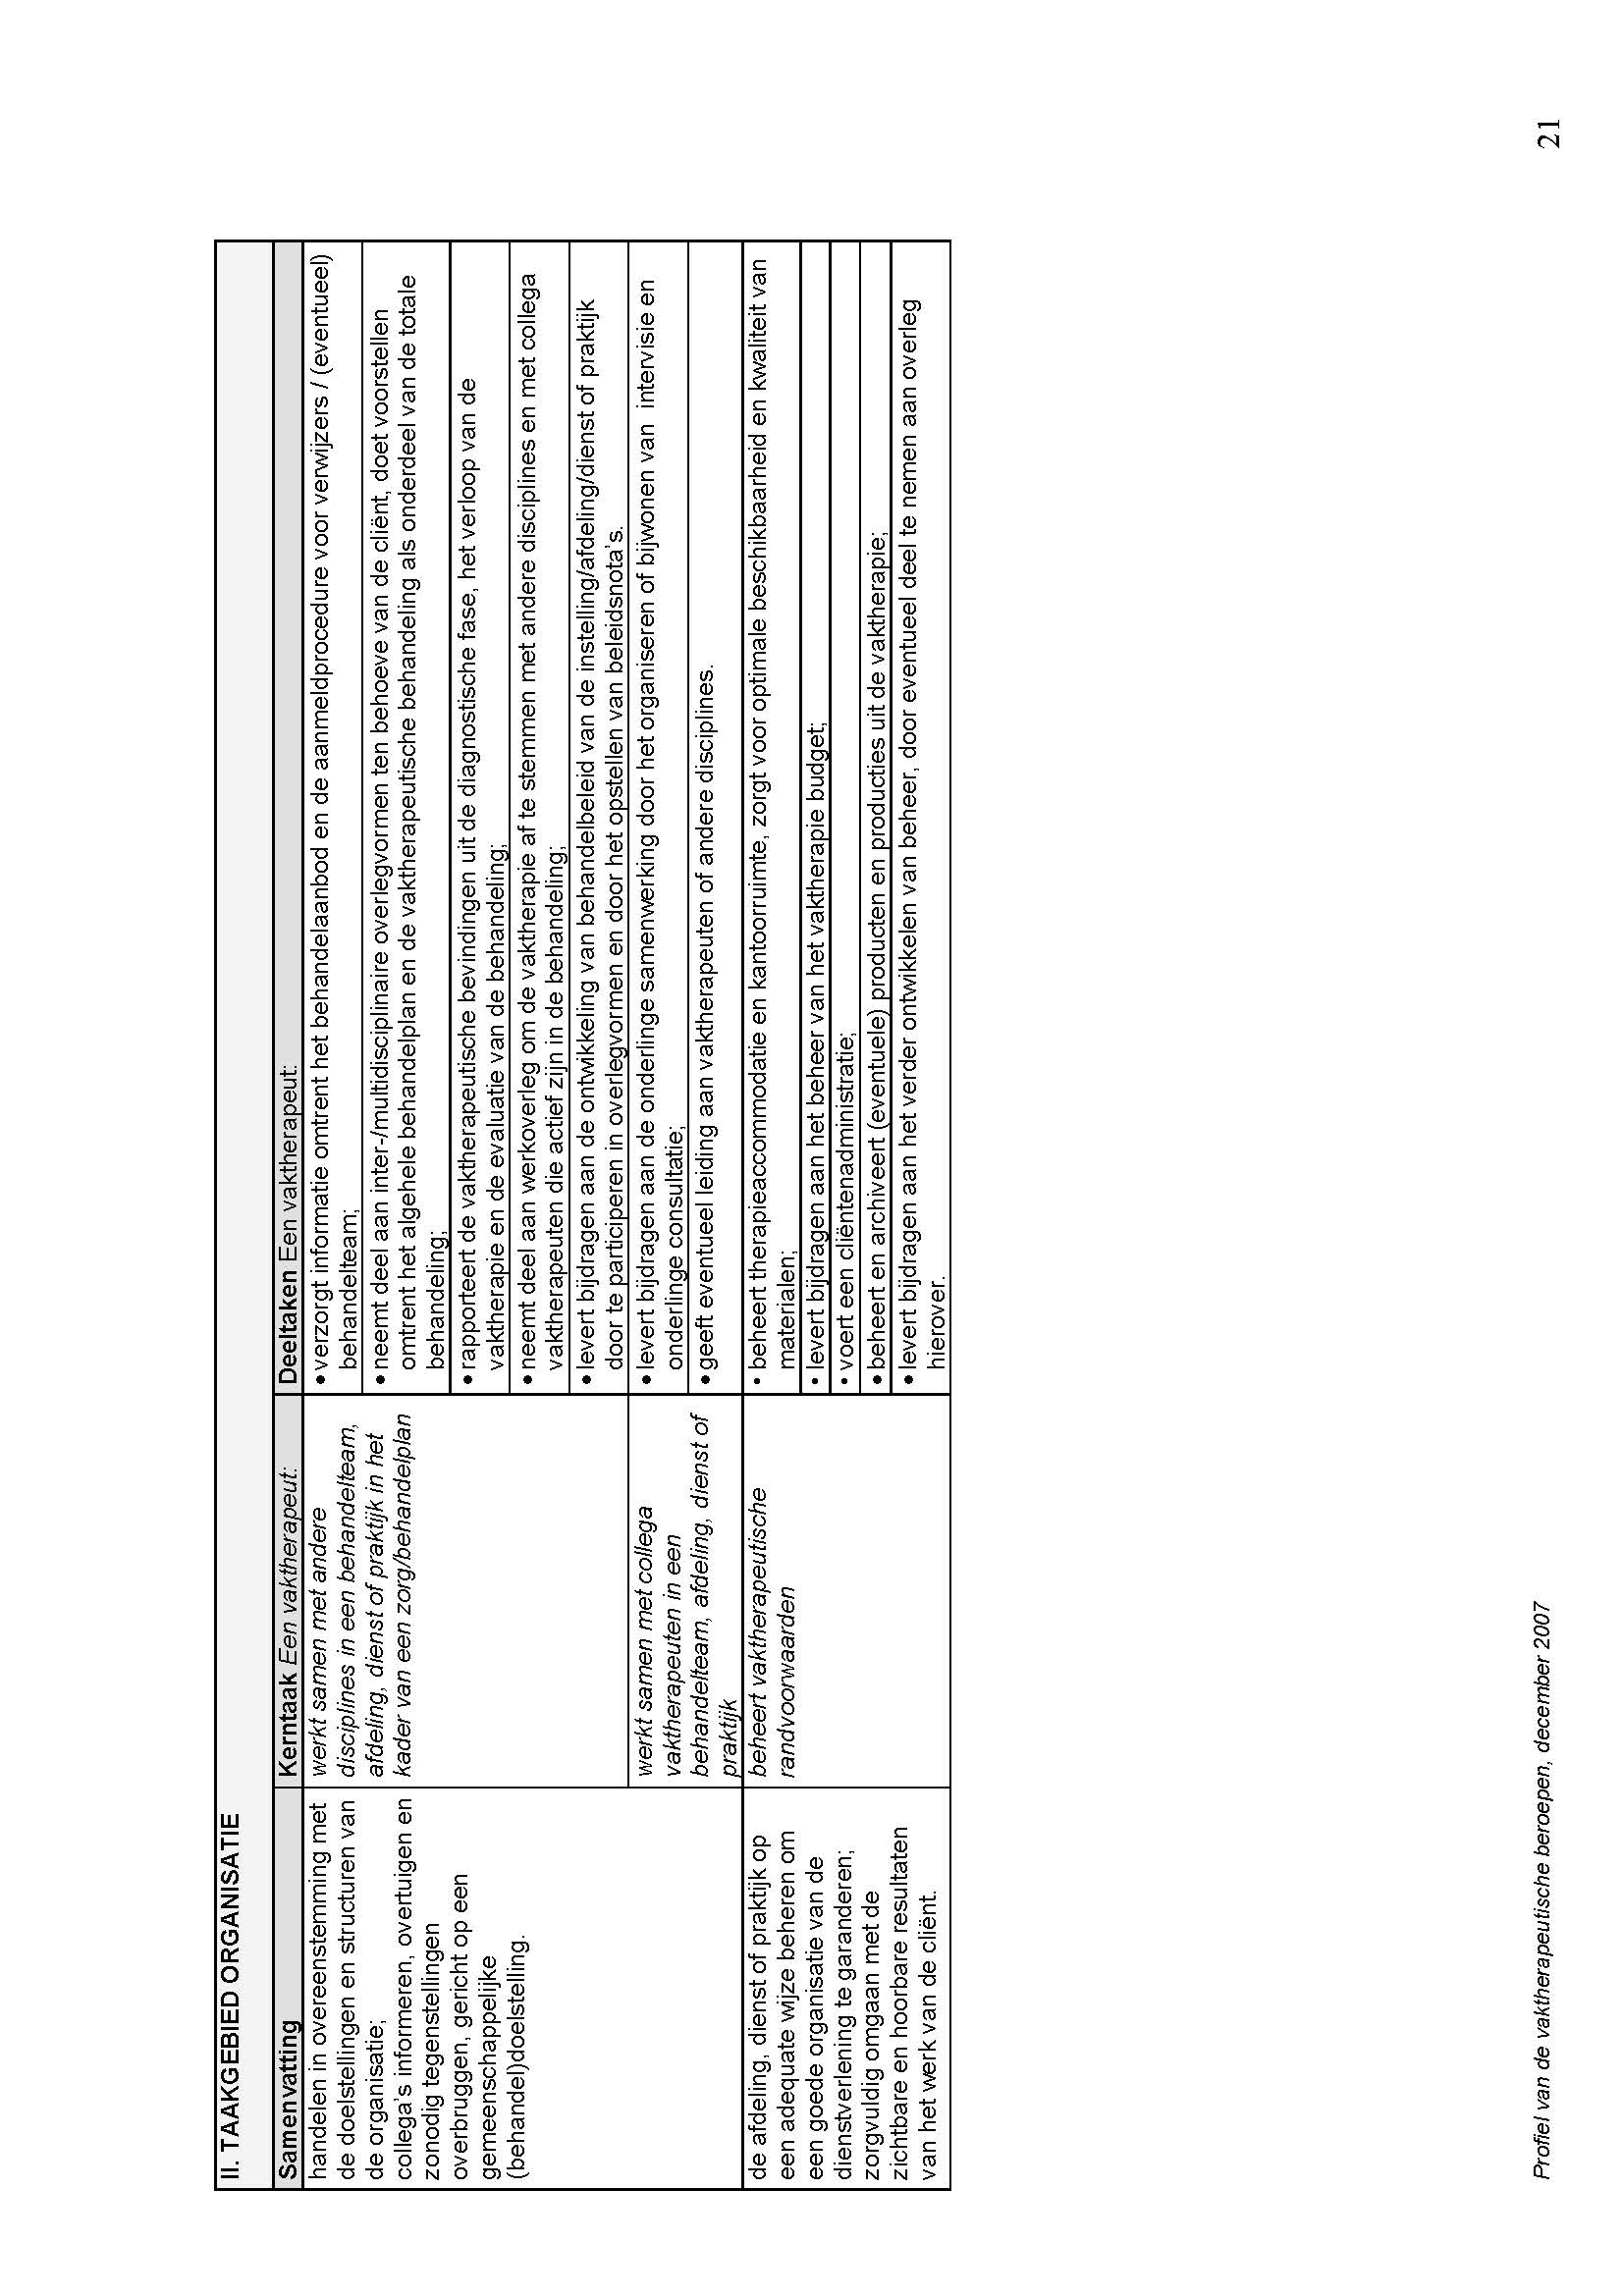 II. TAAKGEBIED ORGANISATIE
Samenvatting
Kerntaak Een vaktherapeut:
Deeltaken Een vaktherapeut:
handelen in overeenstemming met
de doelstellingen en structuren van
de organisatie;
collega's informeren, overtuigen en
zonodig tegenstellingen
overbruggen, gericht op een
gemeenschappelijke
(behandel)doelstelling.
werkt samen met andere
disciplines in een behandelteam,
afdeling, dienst of praktijk in het
kader van een zorg/behandelplan
• verzorgt informatie omtrent het behandelaanbod en de aanmeldprocedure voor verwijzers / (eventueel)
behandelteam;
• neemt deel aan inter-/multidisciplinaire overlegvormen ten behoeve van de cliënt, doet voorstellen
omtrent het algehele behandelplan en de vaktherapeutische behandeling als onderdeel van de totale
behandeling;
• rapporteert de vaktherapeutische bevindingen uit de diagnostische fase, het verloop van de
vaktherapie en de evaluatie van de behandeling;
• neemt deel aan werkoverleg om de vaktherapie af te stemmen met andere disciplines en met collega
vaktherapeuten die actief zijn in de behandeling;
• levert bijdragen aan de ontwikkeling van behandelbeleid van de instelling/afdeling/dienst of praktijk
door te participeren in overlegvormen en door het opstellen van beleidsnota's.
werkt samen met collega
vaktherapeuten in een
behandelteam, afdeling, dienst of
praktijk
• levert bijdragen aan de onderlinge samenwerking door het organiseren of bijwonen van intervisie en
onderlinge consultatie;
• geeft eventueel leiding aan vaktherapeuten of andere disciplines.
de afdeling, dienst of praktijk op
een adequate wijze beheren om
een goede organisatie van de
dienstverlening te garanderen;
zorgvuldig omgaan met de
zichtbare en hoorbare resultaten
van het werk van de cliënt.
beheert vaktherapeutische
randvoorwaarden
• beheert therapieaccommodatie en kantoorruimte, zorgt voor optimale beschikbaarheid en kwaliteit van
materialen;
• levert bijdragen aan het beheer van het vaktherapie budget;
• voert een cliëntenadministratie;
• beheert en archiveert (eventuele) producten en producties uit de vaktherapie;
• levert bijdragen aan het verder ontwikkelen van beheer, door eventueel deel te nemen aan overleg
hierover.
Profiel van de vaktherapeutische beroepen, december 2007
21